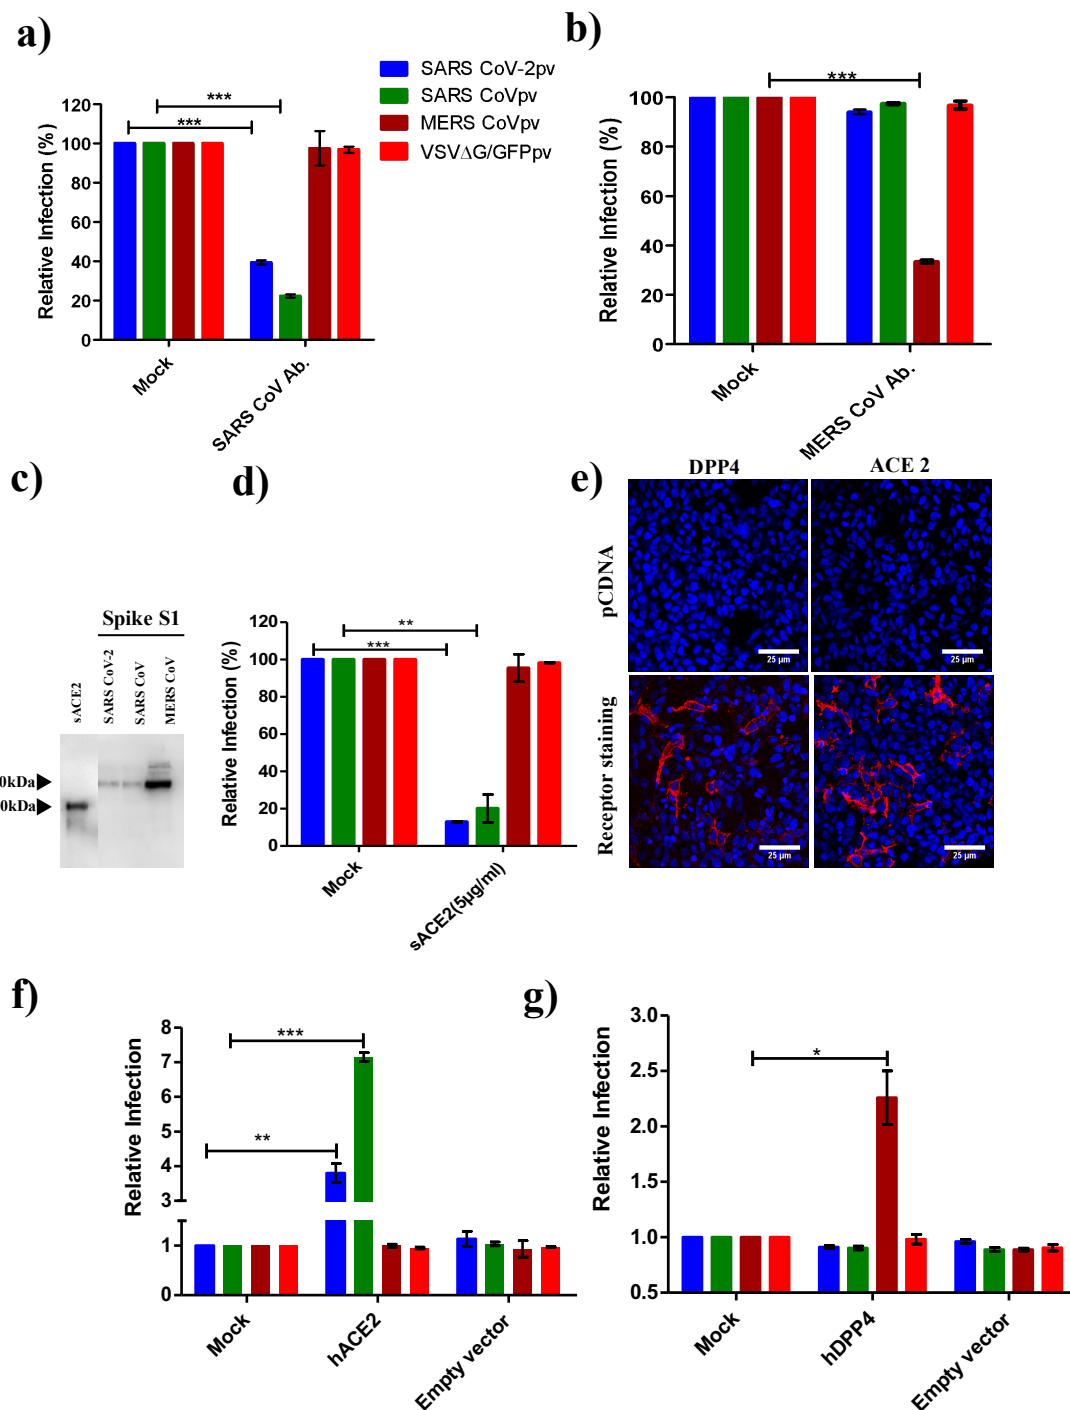 a)
b)
SARS CoV-2pv
SARS CoVpv
MERS CoVpv
VSVΔG/GFPpv
***
***
Relative Infection (%)
120
100
80
60
40
20
0
Mock
SARS CoV Ab.
***
Relative Infection (%)
100
80
60
40
20
0
Mock
MERS CoV Ab.
c)
Spike S1
sACE2
SARS CoV-2
SARS CoV
MERS CoV
0kDa
0kDa
d)
**
***
Relative Infection (%)
120
100
80
60
40
20
0
Mock
sACE2(5µg/ml)
e)
DPP4
ACE 2
pCDNA
Receptor staining
25 µm
25 µm
25 µm
25 µm
f)
***
**
Relative Infection
8
7
6
5
4
3
1
0
Mock
hACE2
Empty vector
g)
*
Relative Infection
3.0
2.5
2.0
1.5
1.0
0.5
Mock
hDPP4
Empty vector